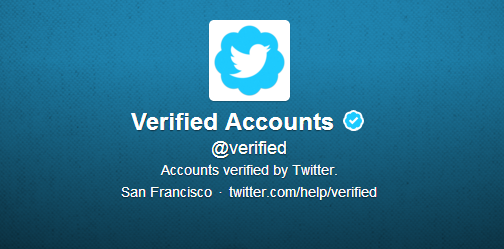 Verified Accounts
@verified
Accounts verified by Twitter.
San Francisco · twitter.com/help/verified